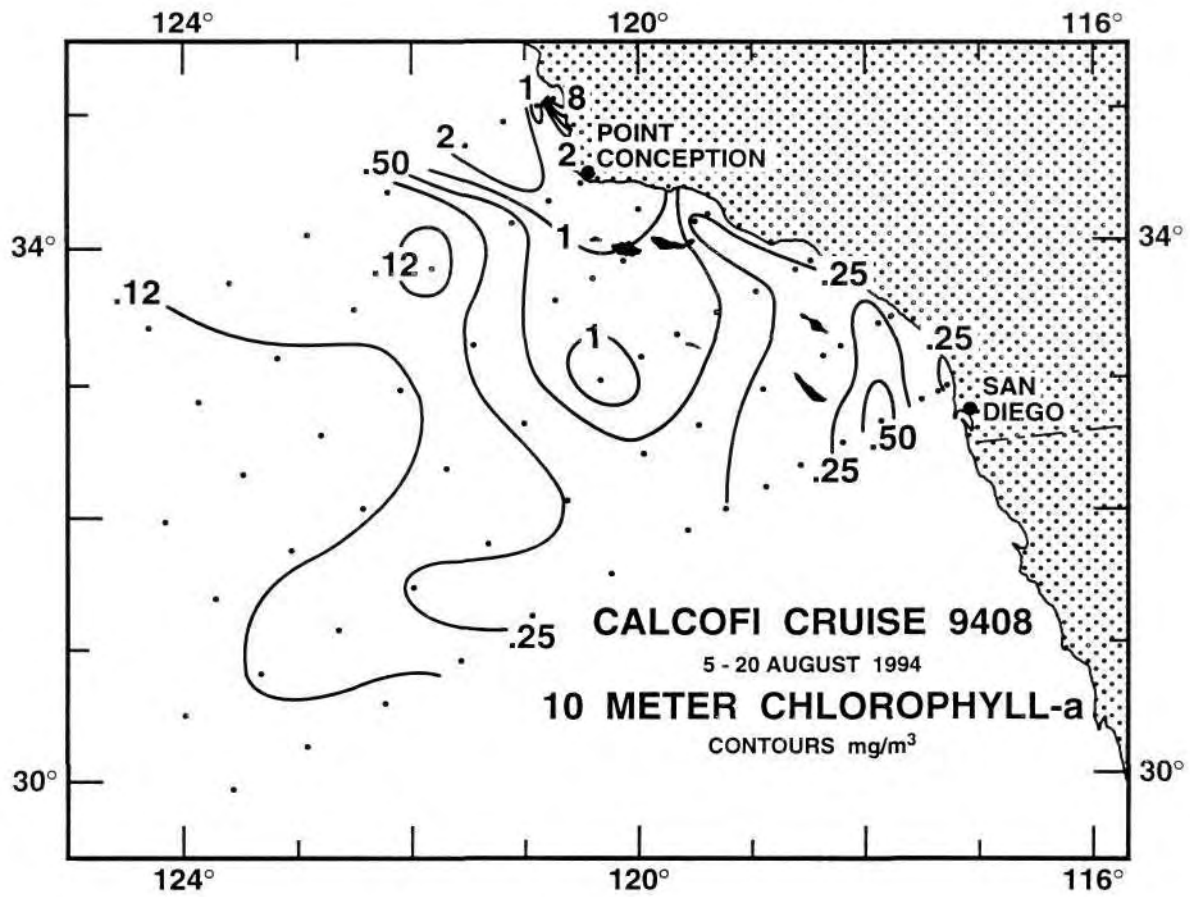 124° 120° 116°
1 8
2 POINT
.50 2 CONCEPTION
34° 1 34°
.12 .25
.12
1 .25
SAN
DIEGO
.50
.25
.25 CALCOFI CRUISE 9408
5 - 20 AUGUST 1994
10 METER CHLOROPHYLL-a
CONTOURS mg/m³
30° 30°
124° 120° 116°